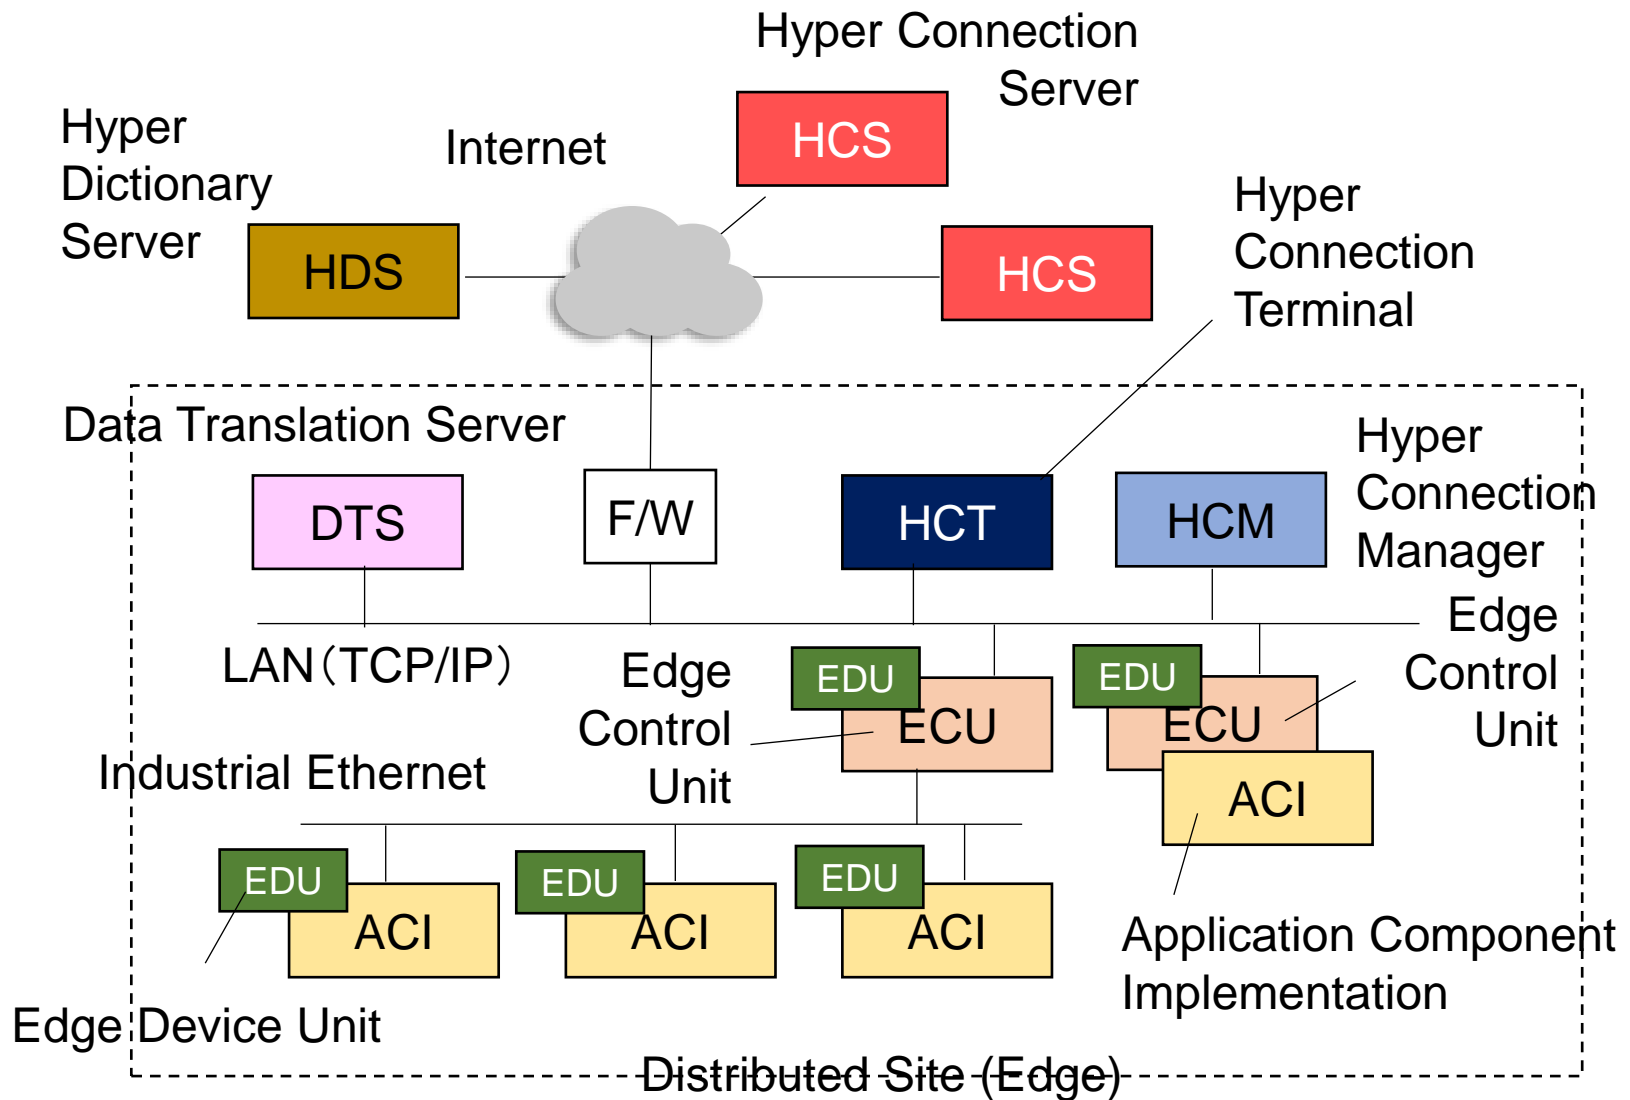 Hyper Connection
Server
HCS
Hyper
Dictionary
Server
Internet
HDS
HCS
Hyper
Connection
Terminal
Data Translation Server
DTS
F/W
HCT
HCM
Hyper
Connection
Manager
LAN（TCP/IP）
Edge
Control
Unit
EDU
ECU
EDU
ECU
ACI
Edge
Control
Unit
Industrial Ethernet
EDU
ACI
EDU
ACI
EDU
ACI
Application Component
Implementation
Edge Device Unit
Distributed Site (Edge)